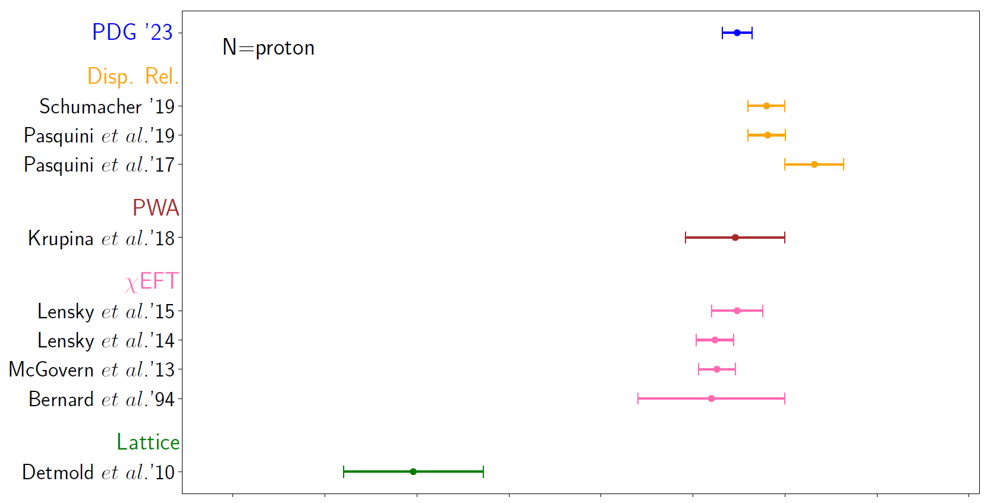 PDG '23
N=proton
Disp. Rel.
Schumacher '19
Pasquini et al.'19
Pasquini et al.'17
PWA
Krupina et al.'18
χEFT
Lensky et al.'15
Lensky et al.'14
McGovern et al.'13
Bernard et al.'94
Lattice
Detmold et al.'10